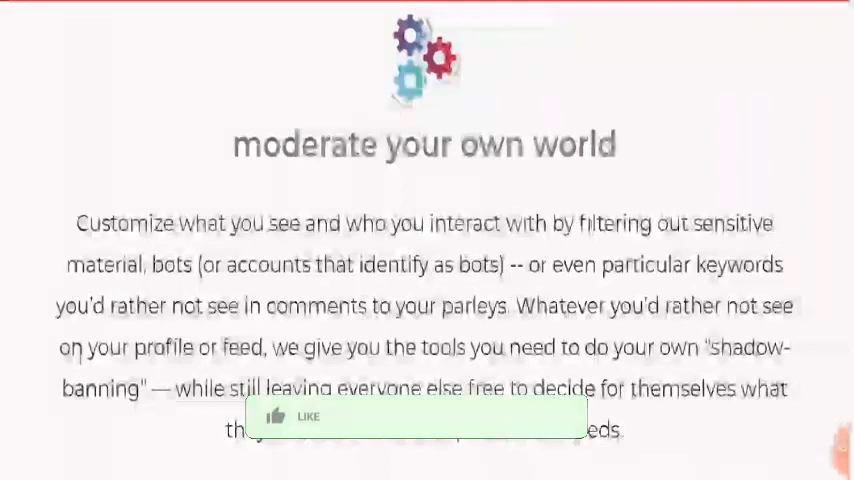 moderate your own world
Customize what you see and who you interact with by filtering out sensitive
material, bots (or accounts that identify as bots) -- or even particular keywords
you'd rather not see in comments to your parleys. Whatever you'd rather not see
on your profile or feed, we give you the tools you need to do your own "shadow-
banning" — while still leaving everyone else free to decide for themselves what
LIKE